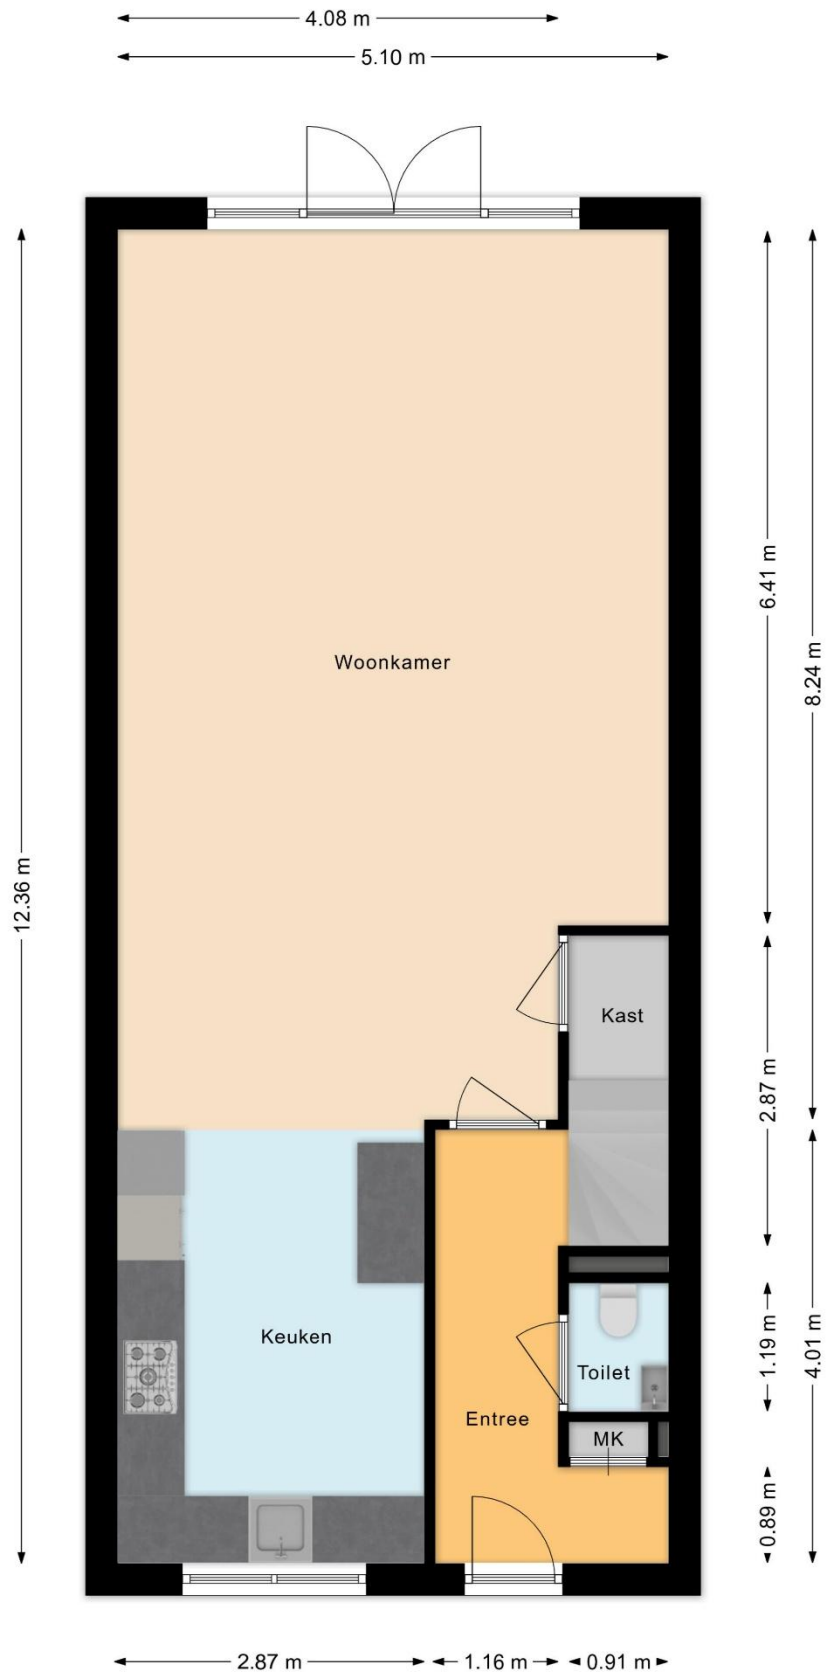 4.08 m
5.10 m
12.36 m
6.41 m
8.24 m
Woonkamer
Kast
2.87 m
Keuken
Entree
Toilet
MK
1.19 m
4.01 m
0.89 m
2.87 m
1.16 m
0.91 m